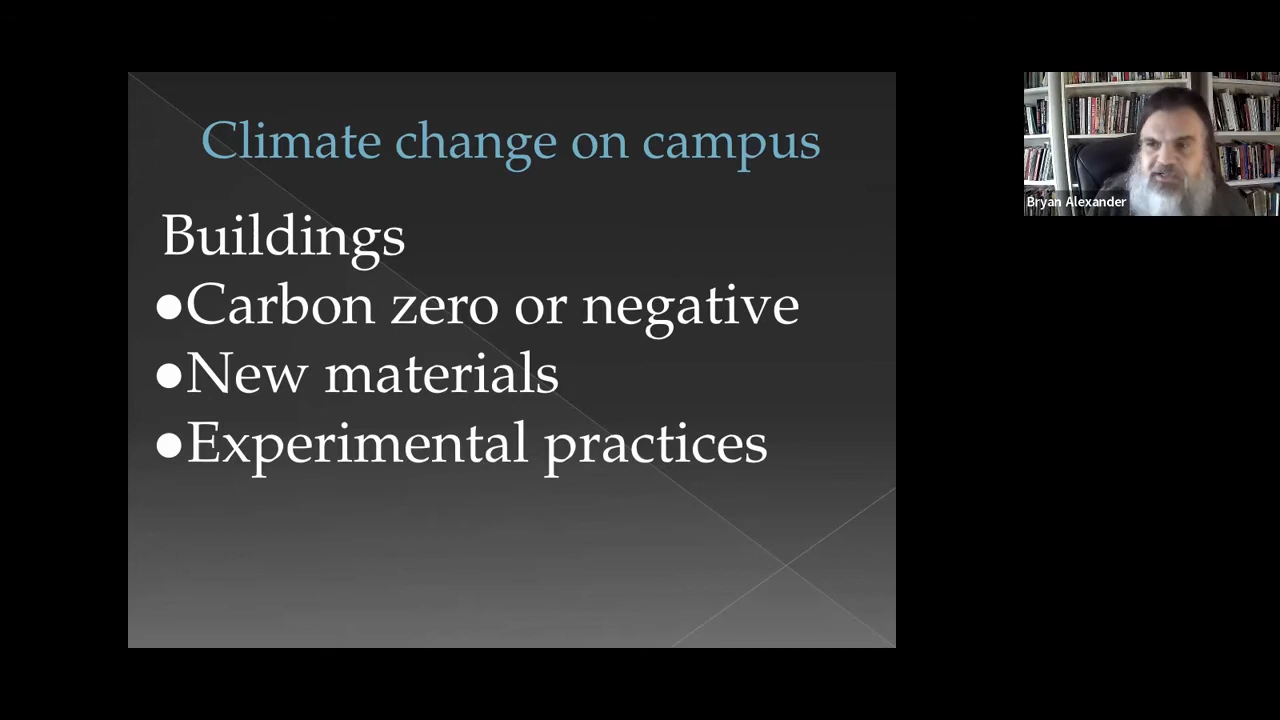 Climate change on campus
Buildings
●Carbon zero or negative
●New materials
●Experimental practices
Bryan Alexander